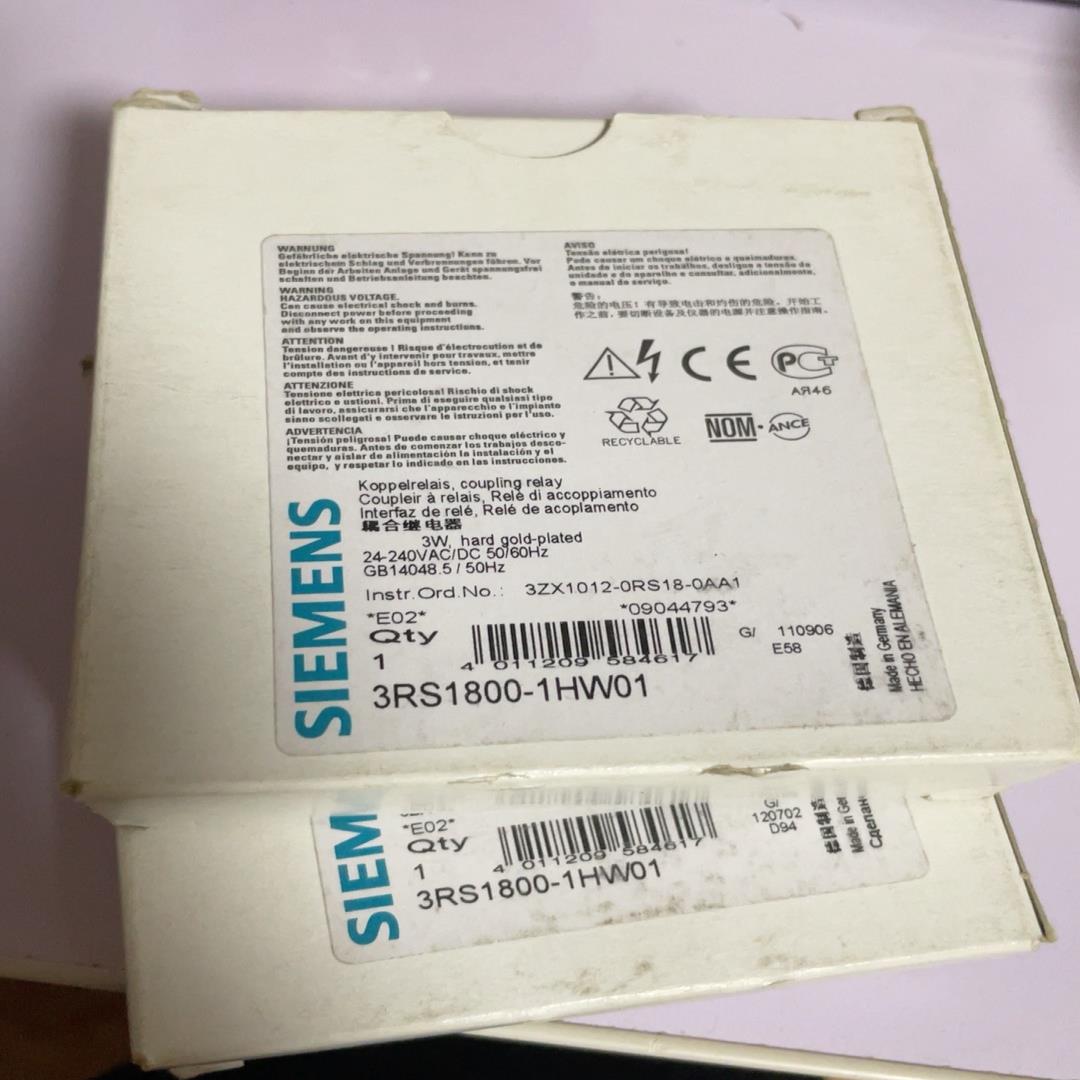 WARNUNG
Gefährliche elektrische Spannung! Kann zu
elektrischem Schlag und Verbrennungen führen. Vor
Beginn der Arbeiten Anlage und Gerät spannungsfrei
schalten und Betriebsanleitung beachten.
WARNING
HAZARDOUS VOLTAGE.
Can cause electrical shock and burns.
Disconnect power before proceeding
with any work on this equipment
and observe the operating instructions.
ATTENTION
Tension dangereuse ! Risque d'électrocution et de
brûlure. Avant d'y intervenir pour travaux, mettre
l'installation ou l'appareil hors tension, et tenir
compte des instructions de service.
ATTENZIONE
Tensione elettrica pericolosa! Rischio di shock
elettrico e ustioni. Prima di eseguire qualsiasi tipo
di lavoro, assicurarsi che l'apparecchio e l'impianto
siano scollegati e osservare le istruzioni per l'uso.
ADVERTENCIA
¡Tensión peligrosa! Puede causar choque eléctrico y
quemaduras. Antes de comenzar los trabajos desco-
nectar y aislar de alimentación la instalación y el
equipo, y respetar lo indicado en las instrucciones.
AVISO
Tensão elétrica perigosa!
Pode causar um choque elétrico e queimaduras.
Antes de iniciar os trabalhos, desligue a tensão da
unidade e do aparelho e consultar, adicionalmente,
o manual de serviço.
警告:
危险的电压! 有导致电击和灼伤的危险。开始工
作之前, 要切断设备及仪器的电源并注意操作指南。
CE
РСТ
АЯ46
RECYCLABLE
NOM-ANCE
SIEMENS
Koppelrelais, coupling relay
Coupleir à relais, Relè di accoppiamento
Interfaz de relé, Relé de acoplamento
耦合继电器
3W, hard gold-plated
24-240VAC/DC 50/60Hz
GB14048.5 / 50Hz
Instr.Ord.No.: 3ZX1012-0RS18-0AA1
*E02* *09044793*
Qty
1
4 011209 584617
G/ 110906
E58
3RS1800-1HW01
德国制造
Made in Germany
HECHO EN ALEMANIA
SIEM
*E02*
Qty
1
4 011209 584617
G/
120702
D94
3RS1800-1HW01
德国制造
Made in Ger
Сделан